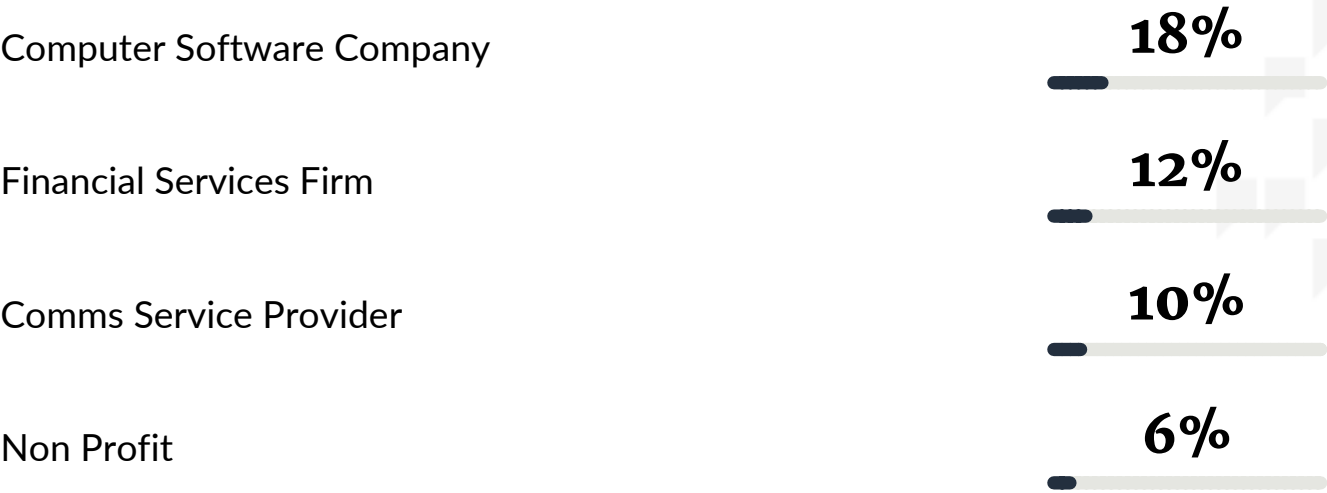 Computer Software Company 18%
Financial Services Firm 12%
Comms Service Provider 10%
Non Profit 6%